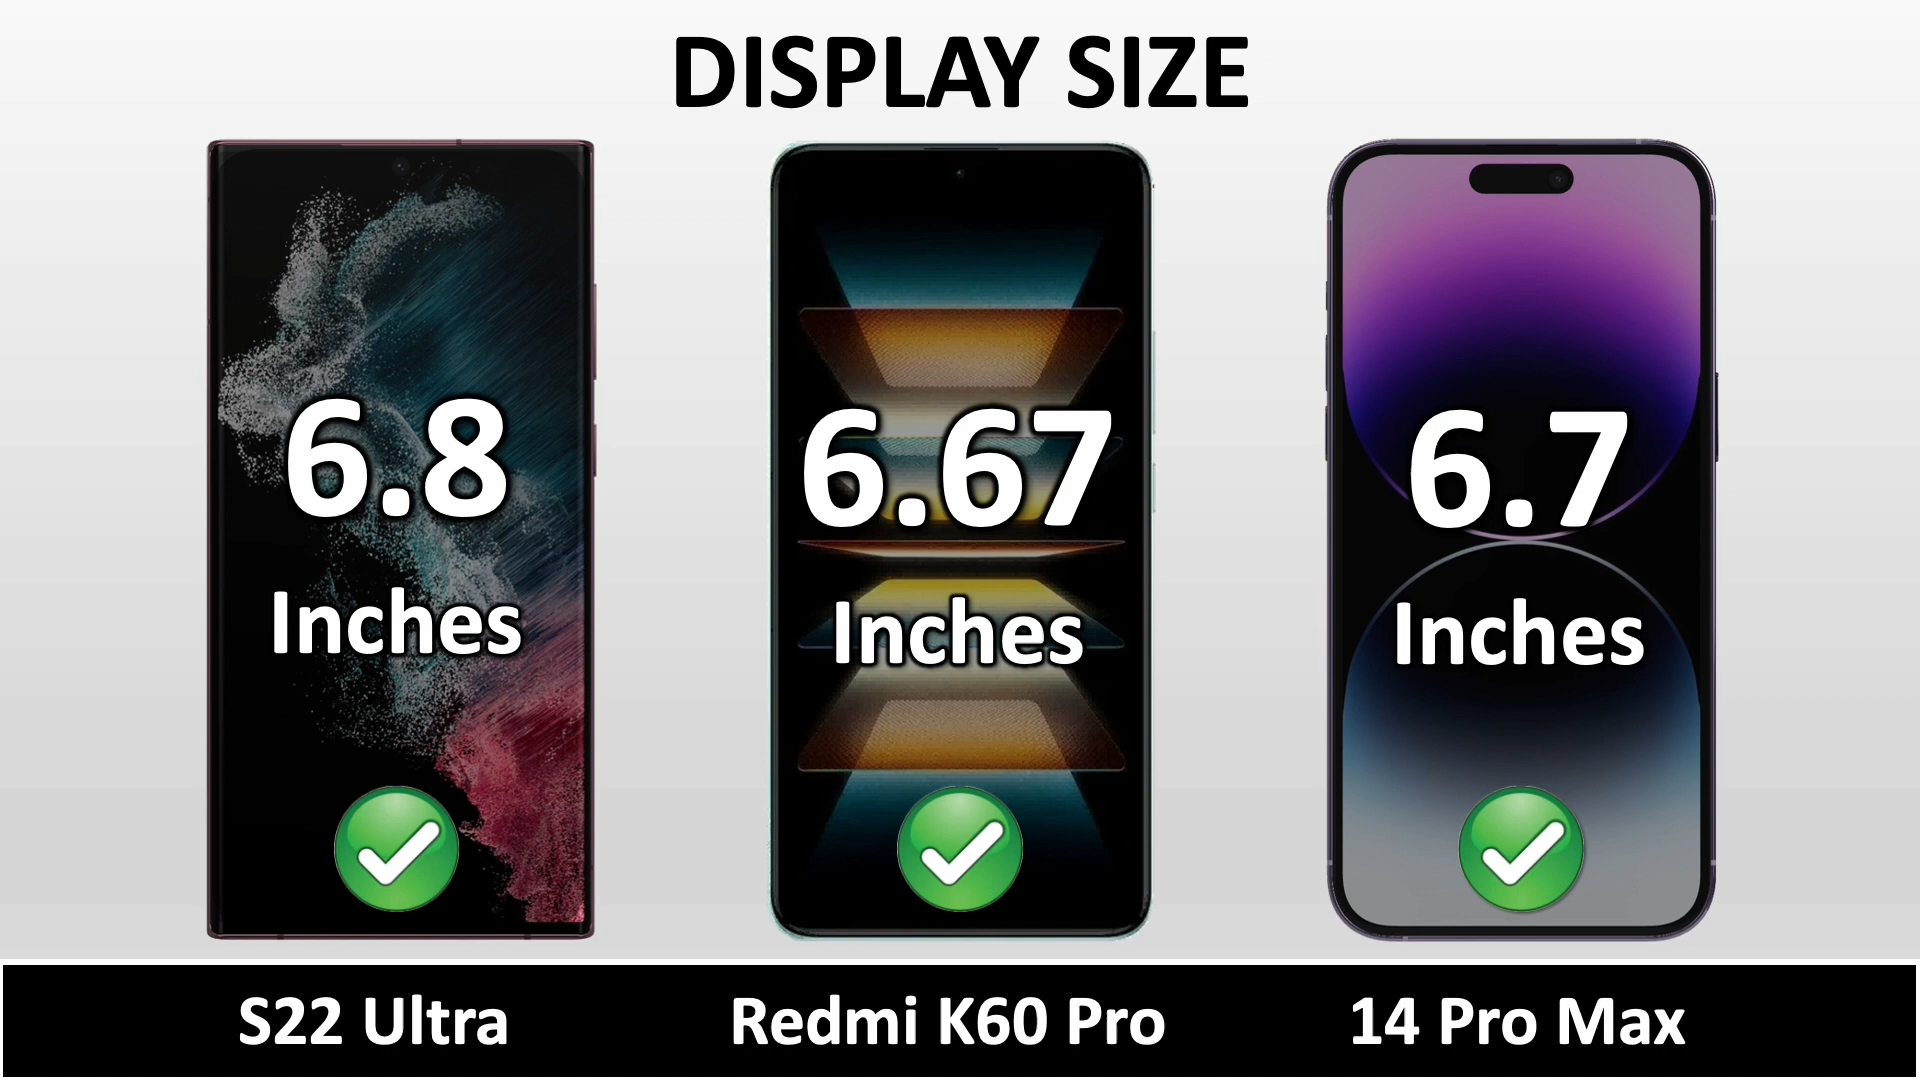 DISPLAY SIZE
6.8
Inches
6.67
Inches
6.7
Inches
S22 Ultra
Redmi K60 Pro
14 Pro Max